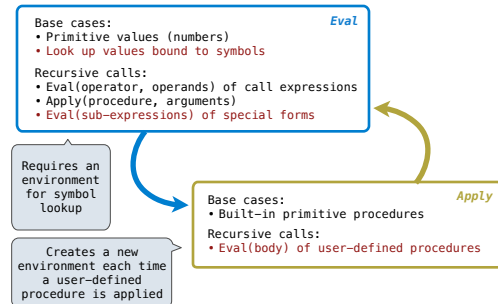 Eval
Base cases:
• Primitive values (numbers)
• Look up values bound to symbols
Recursive calls:
• Eval(operator, operands) of call expressions
• Apply(procedure, arguments)
• Eval(sub-expressions) of special forms
Requires an
environment
for symbol
lookup
Apply
Base cases:
• Built-in primitive procedures
Recursive calls:
• Eval(body) of user-defined procedures
Creates a new
environment each time
a user-defined
procedure is applied